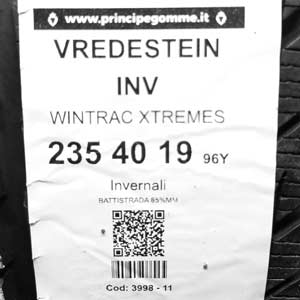 www.principegomme.it
VREDESTEIN
INV
WINTRAC XTREMES
235 40 19 96Y
Invernali
BATTISTRADA 85%MM
Cod: 3998 - 11